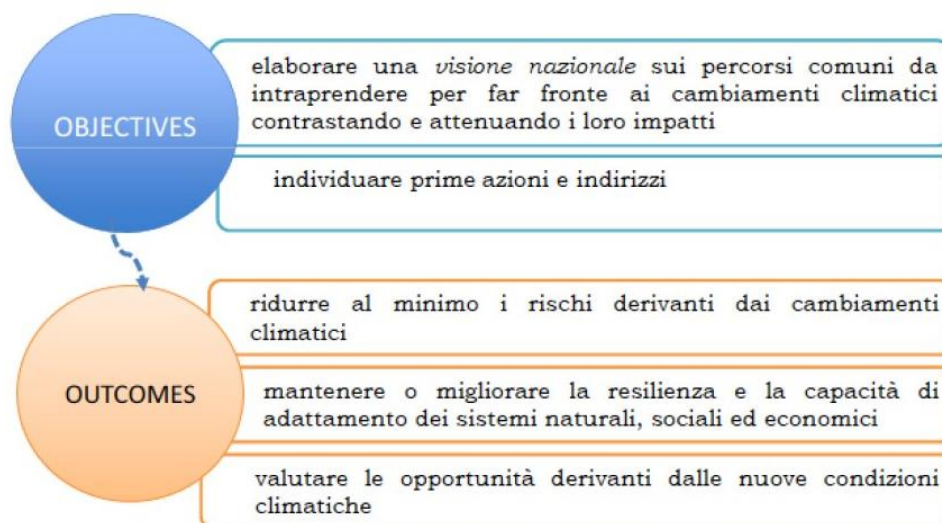 OBJECTIVES
elaborare una visione nazionale sui percorsi comuni da
intraprendere per far fronte ai cambiamenti climatici
contrastando e attenuando i loro impatti
individuare prime azioni e indirizzi
OUTCOMES
ridurre al minimo i rischi derivanti dai cambiamenti
climatici
mantenere o migliorare la resilienza e la capacità di
adattamento dei sistemi naturali, sociali ed economici
valutare le opportunità derivanti dalle nuove condizioni
climatiche